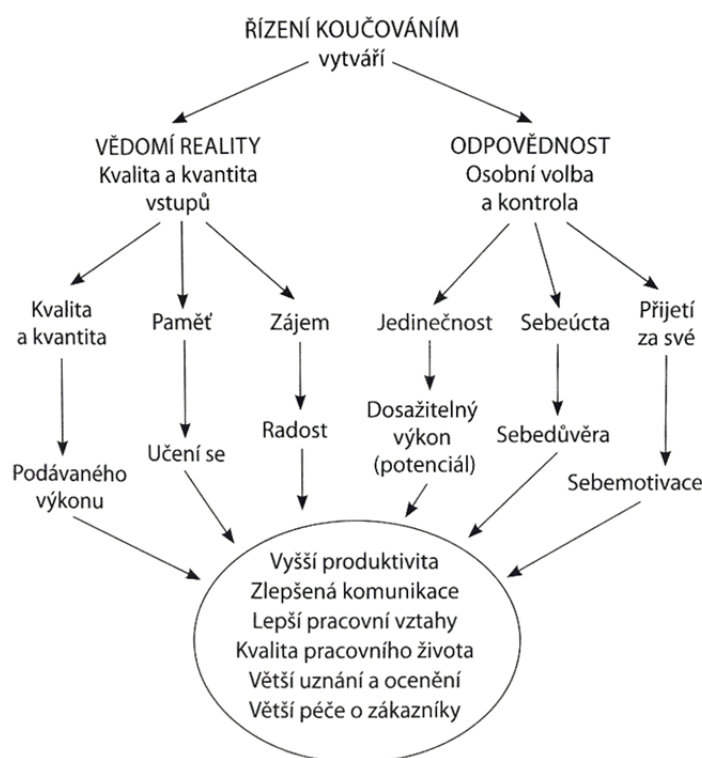 ŘÍZENÍ KOUČOVÁNÍM
vytváří
VĚDOMÍ REALITY
Kvalita a kvantita
vstupů
ODPOVĚDNOST
Osobní volba
a kontrola
Kvalita
a kvantita
Paměť
Zájem
Jedinečnost
Sebeúcta
Přijetí
za své
Podávaného
výkonu
Učení se
Radost
Dosažitelný
výkon
(potenciál)
Sebedůvěra
Sebemotivace
Vyšší produktivita
Zlepšená komunikace
Lepší pracovní vztahy
Kvalita pracovního života
Větší uznání a ocenění
Větší péče o zákazníky